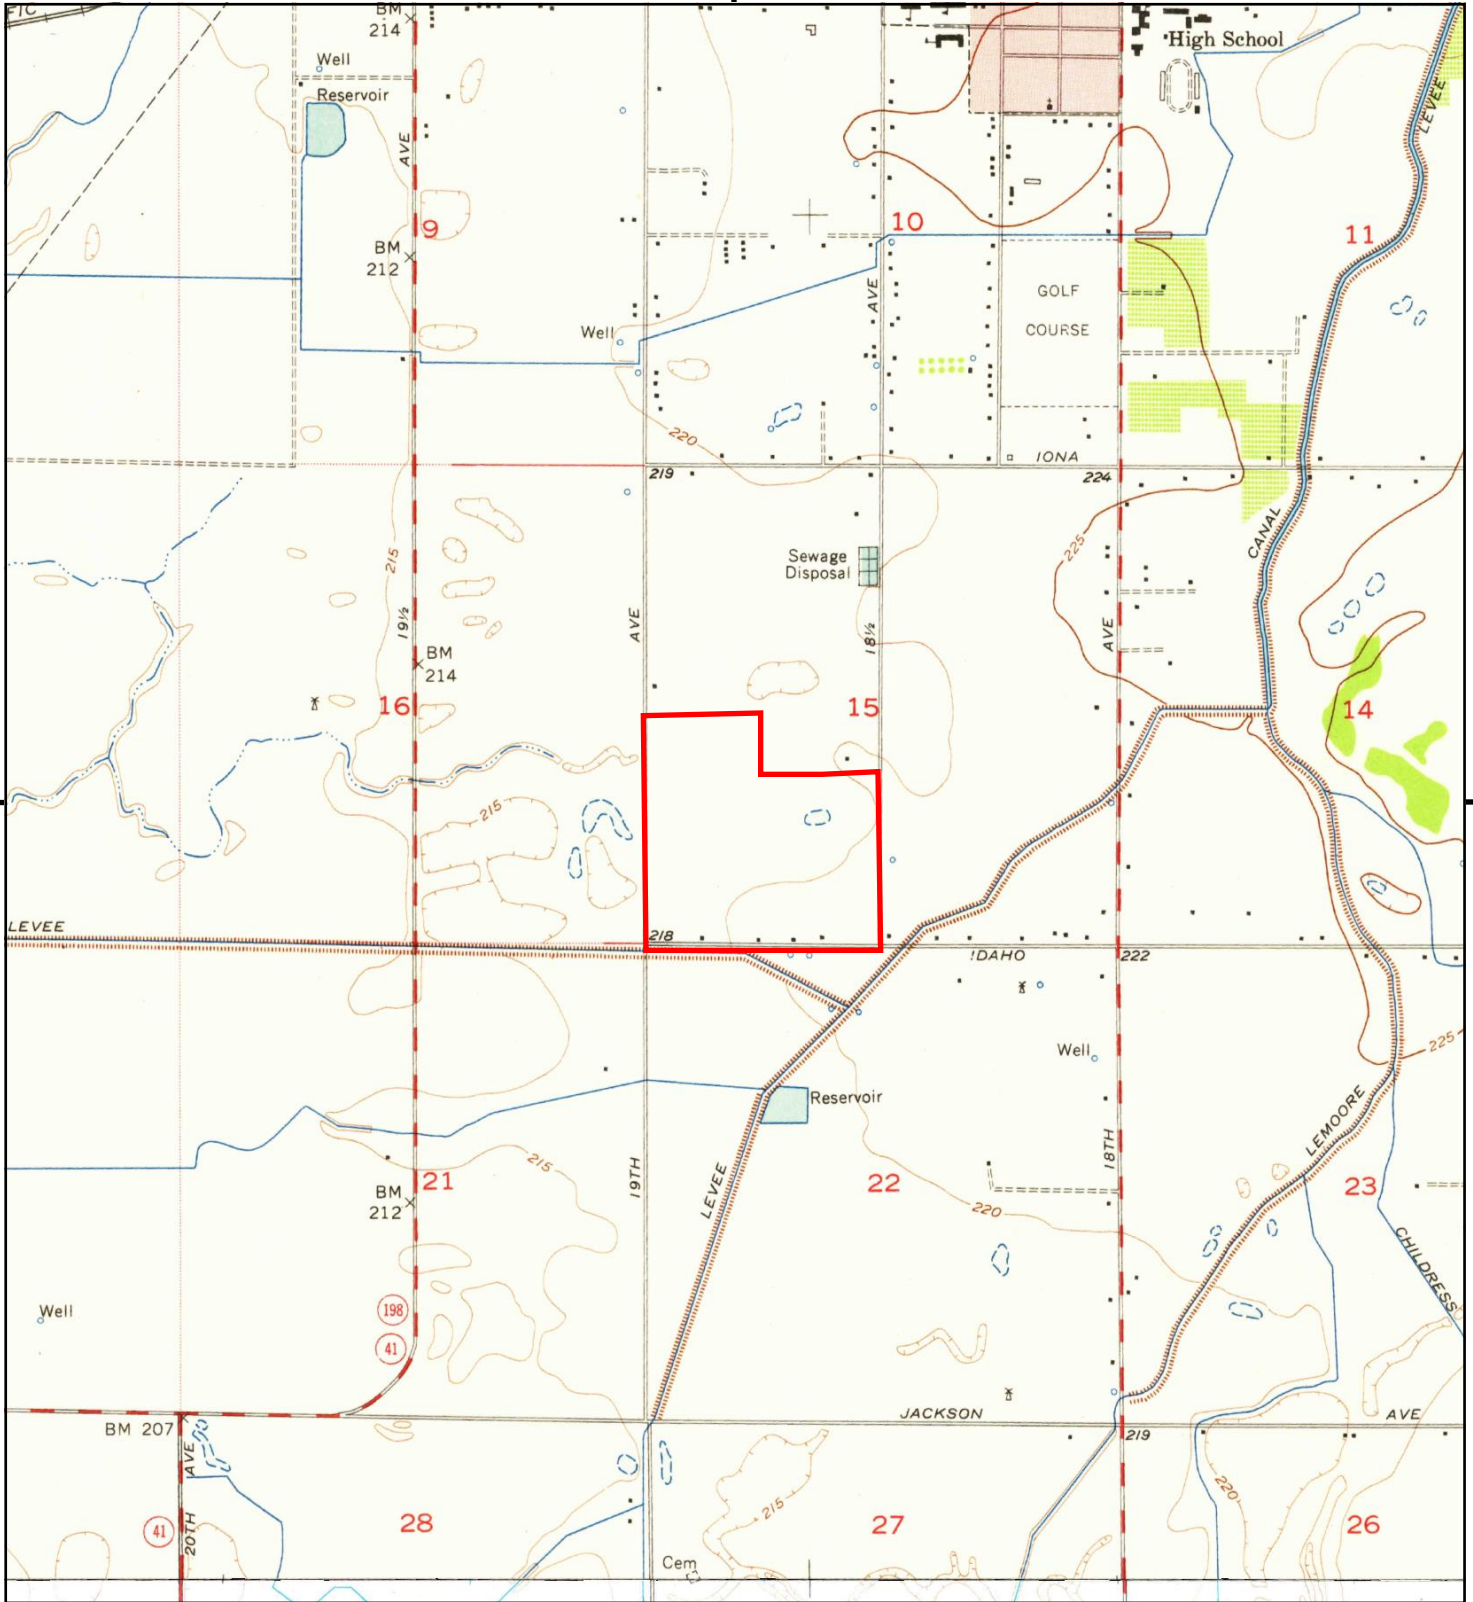 FIC
BM
214
High School
Well
Reservoir
LEVEE
AVE
9
10
11
BM
212
GOLF
COURSE
AVE
Well
220
IONA
219
224
CANAL
225
Sewage
Disposal
215
19½
AVE
18½
AVE
BM
214
16
15
14
215
LEVEE
218
IDAHO
222
Well
225
Reservoir
LEMOORE
215
19TH
LEVEE
18TH
21
22
23
BM
212
220
CHILDRESS
198
Well
41
JACKSON
AVE
BM 207
219
AVE
220
215
28
27
26
41
20TH
Cem